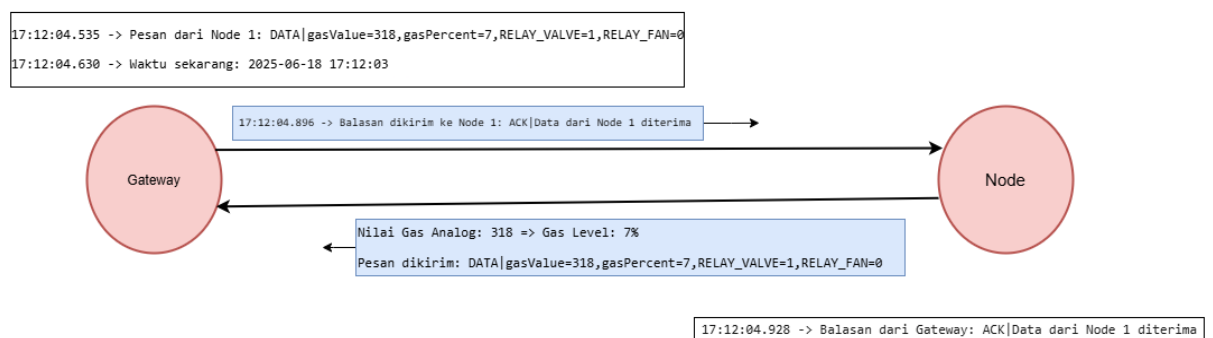 17:12:04.535 -> Pesan dari Node 1: DATA|gasValue=318,gasPercent=7,RELAY_VALVE=1,RELAY_FAN=0
17:12:04.630 -> Waktu sekarang: 2025-06-18 17:12:03
17:12:04.896 -> Balasan dikirim ke Node 1: ACK|Data dari Node 1 diterima
Gateway
Node
Nilai Gas Analog: 318 => Gas Level: 7%
Pesan dikirim: DATA|gasValue=318,gasPercent=7,RELAY_VALVE=1,RELAY_FAN=0
17:12:04.928 -> Balasan dari Gateway: ACK|Data dari Node 1 diterima